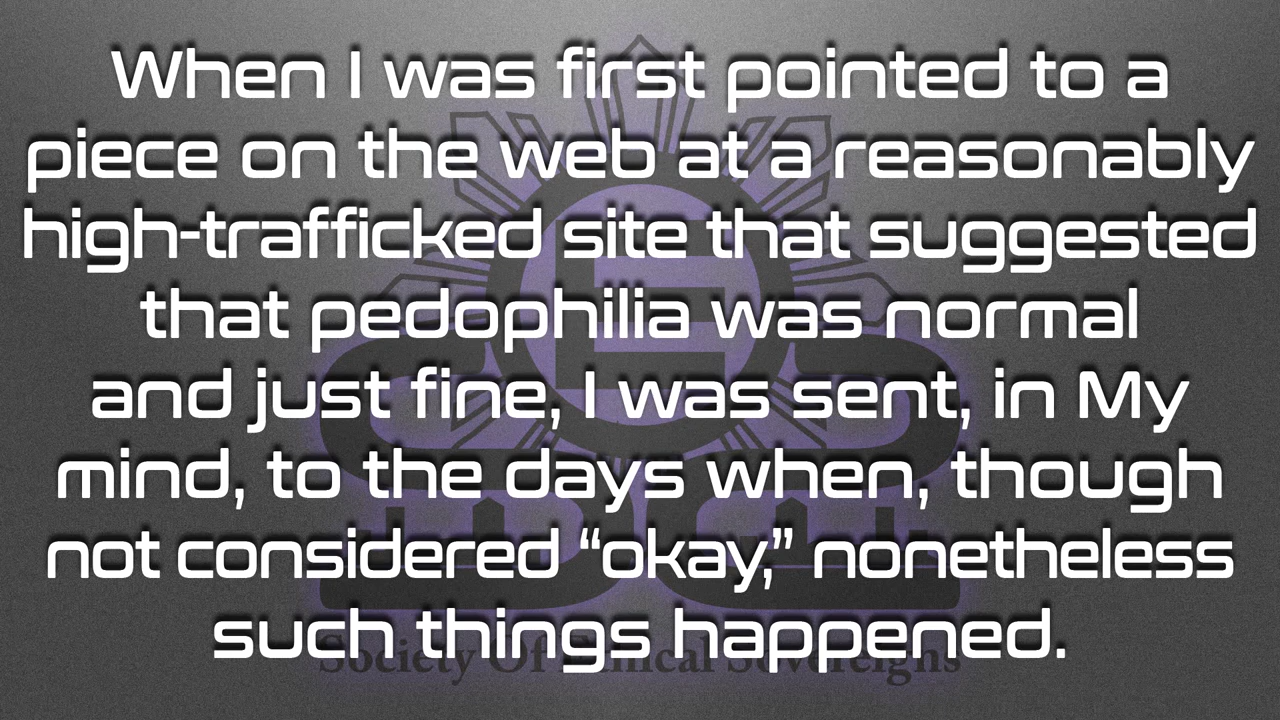 When I was first pointed to a
piece on the web at a reasonably
high-trafficked site that suggested
that pedophilia was normal
and just fine, I was sent, in My
mind, to the days when, though
not considered “okay,” nonetheless
such things happened.
Society Of Ethical Sovereigns